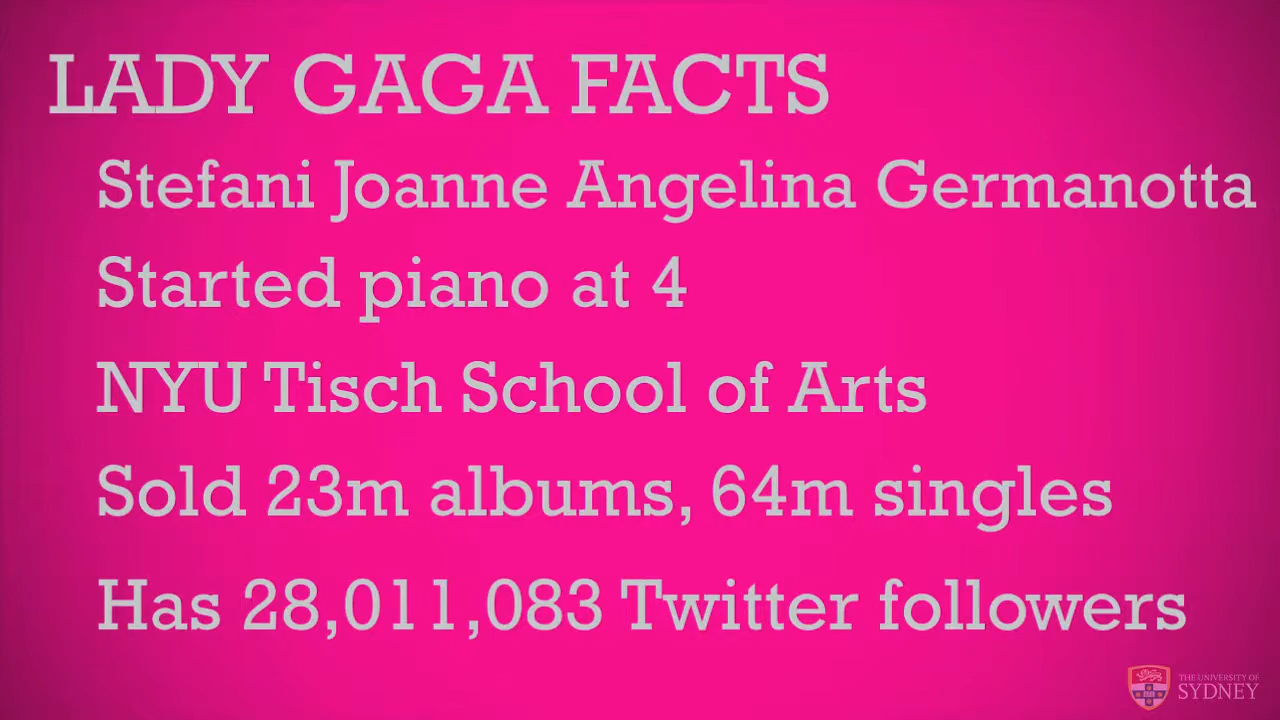 LADY GAGA FACTS
Stefani Joanne Angelina Germanotta
Started piano at 4
NYU Tisch School of Arts
Sold 23m albums, 64m singles
Has 28,011,083 Twitter followers
THE UNIVERSITY OF
SYDNEY